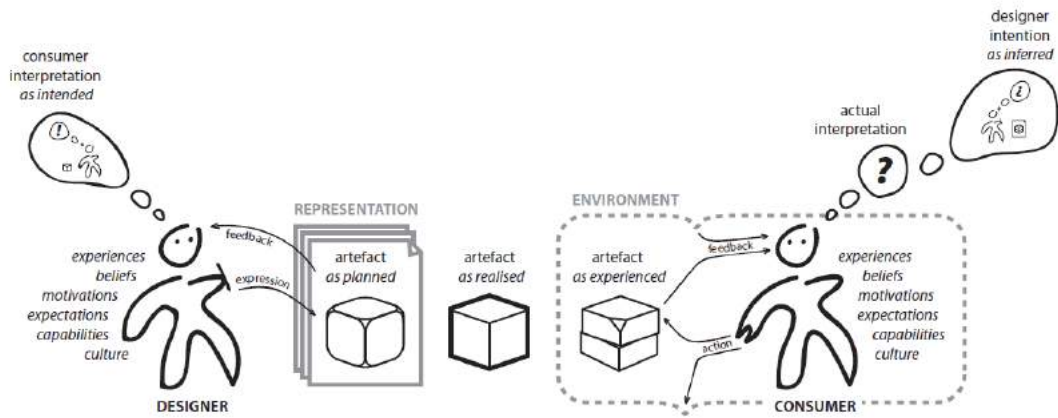 consumer
interpretation
as intended
!
REPRESENTATION
feedback
expression
artefact
as planned
experiences
beliefs
motivations
expectations
capabilities
culture
DESIGNER
artefact
as realised
ENVIRONMENT
artefact
as experienced
feedback
action
actual
interpretation
?
designer
intention
as inferred
i
experiences
beliefs
motivations
expectations
capabilities
culture
CONSUMER